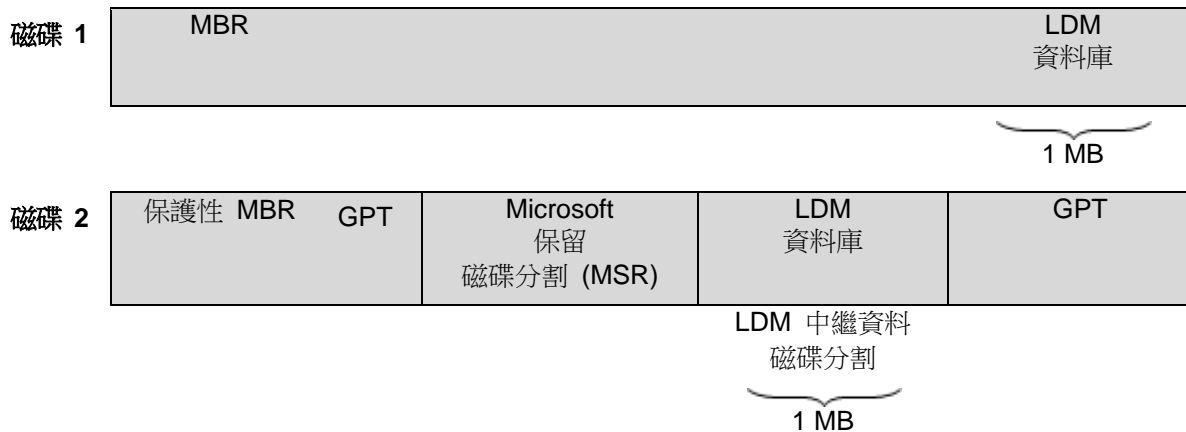 磁碟 1
MBR
LDM
資料庫
1 MB
磁碟 2
保護性 MBR
GPT
Microsoft
保留
磁碟分割 (MSR)
LDM
資料庫
GPT
LDM 中繼資料
磁碟分割
1 MB